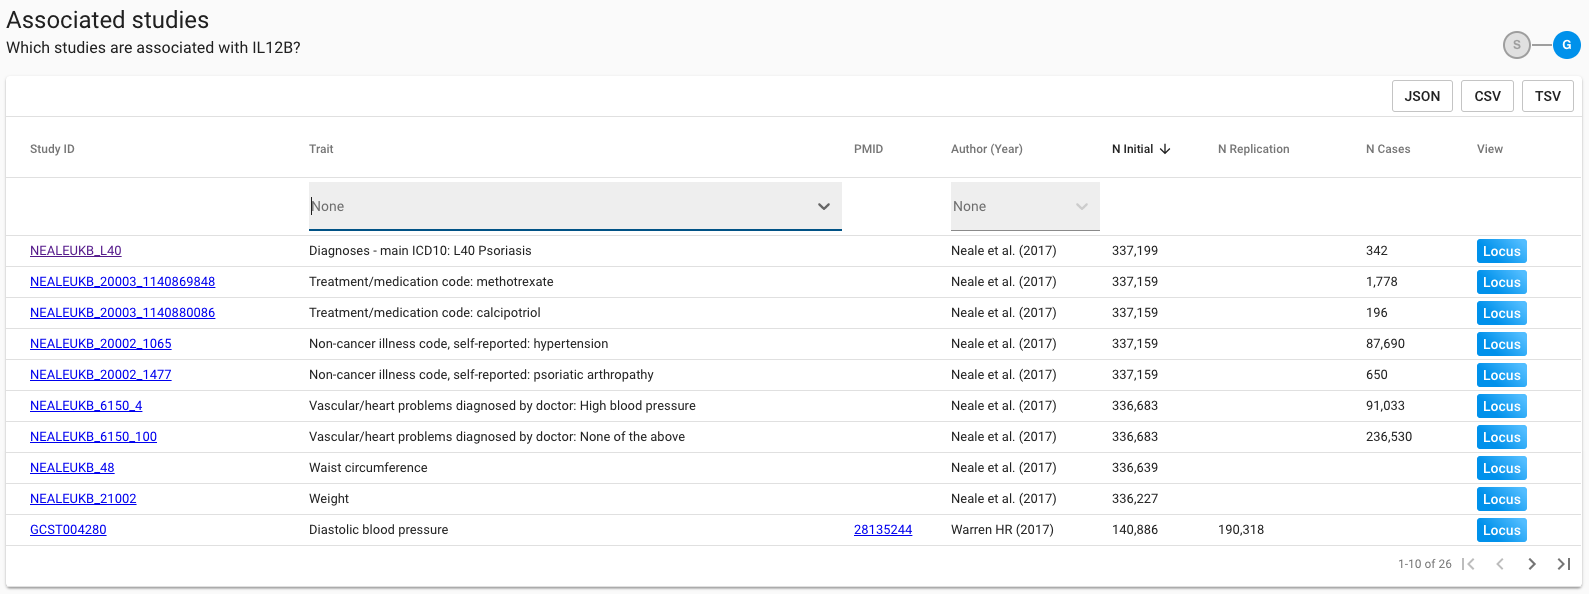 Associated studies
Which studies are associated with IL12B?
S G
JSON CSV TSV
Study ID Trait PMID Author (Year) N Initial N Replication N Cases View
None None
NEALEUKB_L40 Diagnoses - main ICD10: L40 Psoriasis Neale et al. (2017) 337,199 342 Locus
NEALEUKB_20003_1140869848 Treatment/medication code: methotrexate Neale et al. (2017) 337,159 1,778 Locus
NEALEUKB_20003_1140880086 Treatment/medication code: calcipotriol Neale et al. (2017) 337,159 196 Locus
NEALEUKB_20002_1065 Non-cancer illness code, self-reported: hypertension Neale et al. (2017) 337,159 87,690 Locus
NEALEUKB_20002_1477 Non-cancer illness code, self-reported: psoriatic arthropathy Neale et al. (2017) 337,159 650 Locus
NEALEUKB_6150_4 Vascular/heart problems diagnosed by doctor: High blood pressure Neale et al. (2017) 336,683 91,033 Locus
NEALEUKB_6150_100 Vascular/heart problems diagnosed by doctor: None of the above Neale et al. (2017) 336,683 236,530 Locus
NEALEUKB_48 Waist circumference Neale et al. (2017) 336,639 Locus
NEALEUKB_21002 Weight Neale et al. (2017) 336,227 Locus
GCST004280 Diastolic blood pressure 28135244 Warren HR (2017) 140,886 190,318 Locus
1-10 of 26